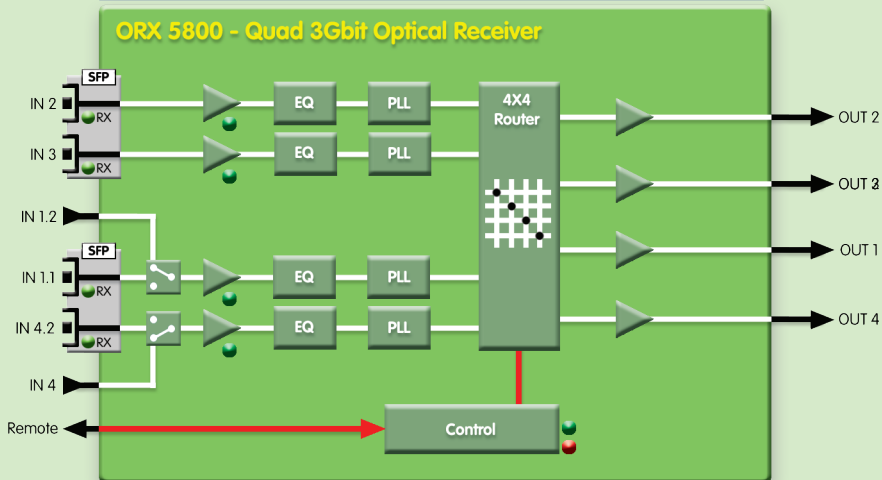 ORX 5800 - Quad 3Gbit Optical Receiver
SFP
IN 2
RX
EQ
PLL
4X4
Router
OUT 2
IN 3
RX
EQ
PLL
OUT
IN 1.2
SFP
OUT 1
IN 1.1
RX
EQ
PLL
IN 4.2
RX
EQ
PLL
OUT 4
IN 4
Remote
Control